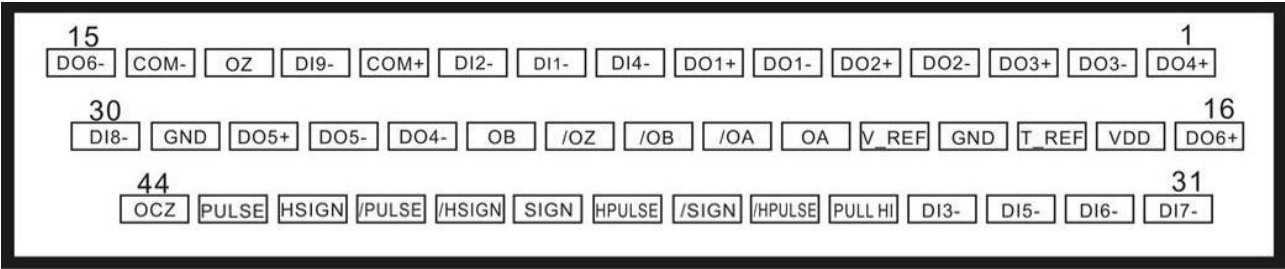 15 1
DO6- COM- OZ DI9- COM+ DI2- DI1- DI4- DO1+ DO1- DO2+ DO2- DO3+ DO3- DO4+
30 16
DI8- GND DO5+ DO5- DO4- OB /OZ /OB /OA OA V_REF GND T_REF VDD DO6+
44 31
OCZ PULSE HSIGN /PULSE /HSIGN SIGN HPULSE /SIGN /HPULSE PULL HI DI3- DI5- DI6- DI7-